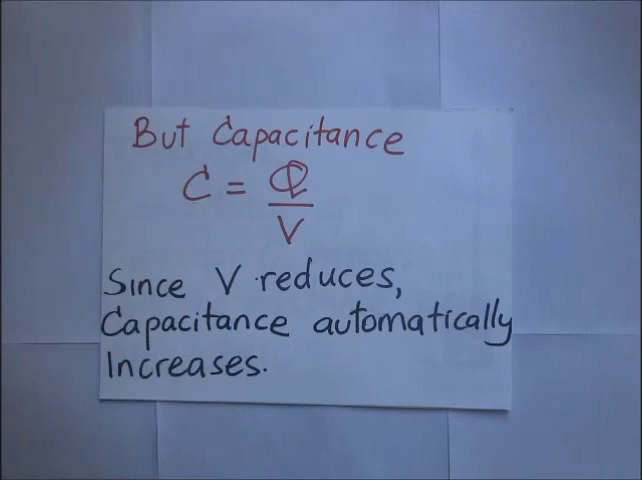 But Capacitance
C = Q
V
Since V reduces,
Capacitance automatically
Increases.